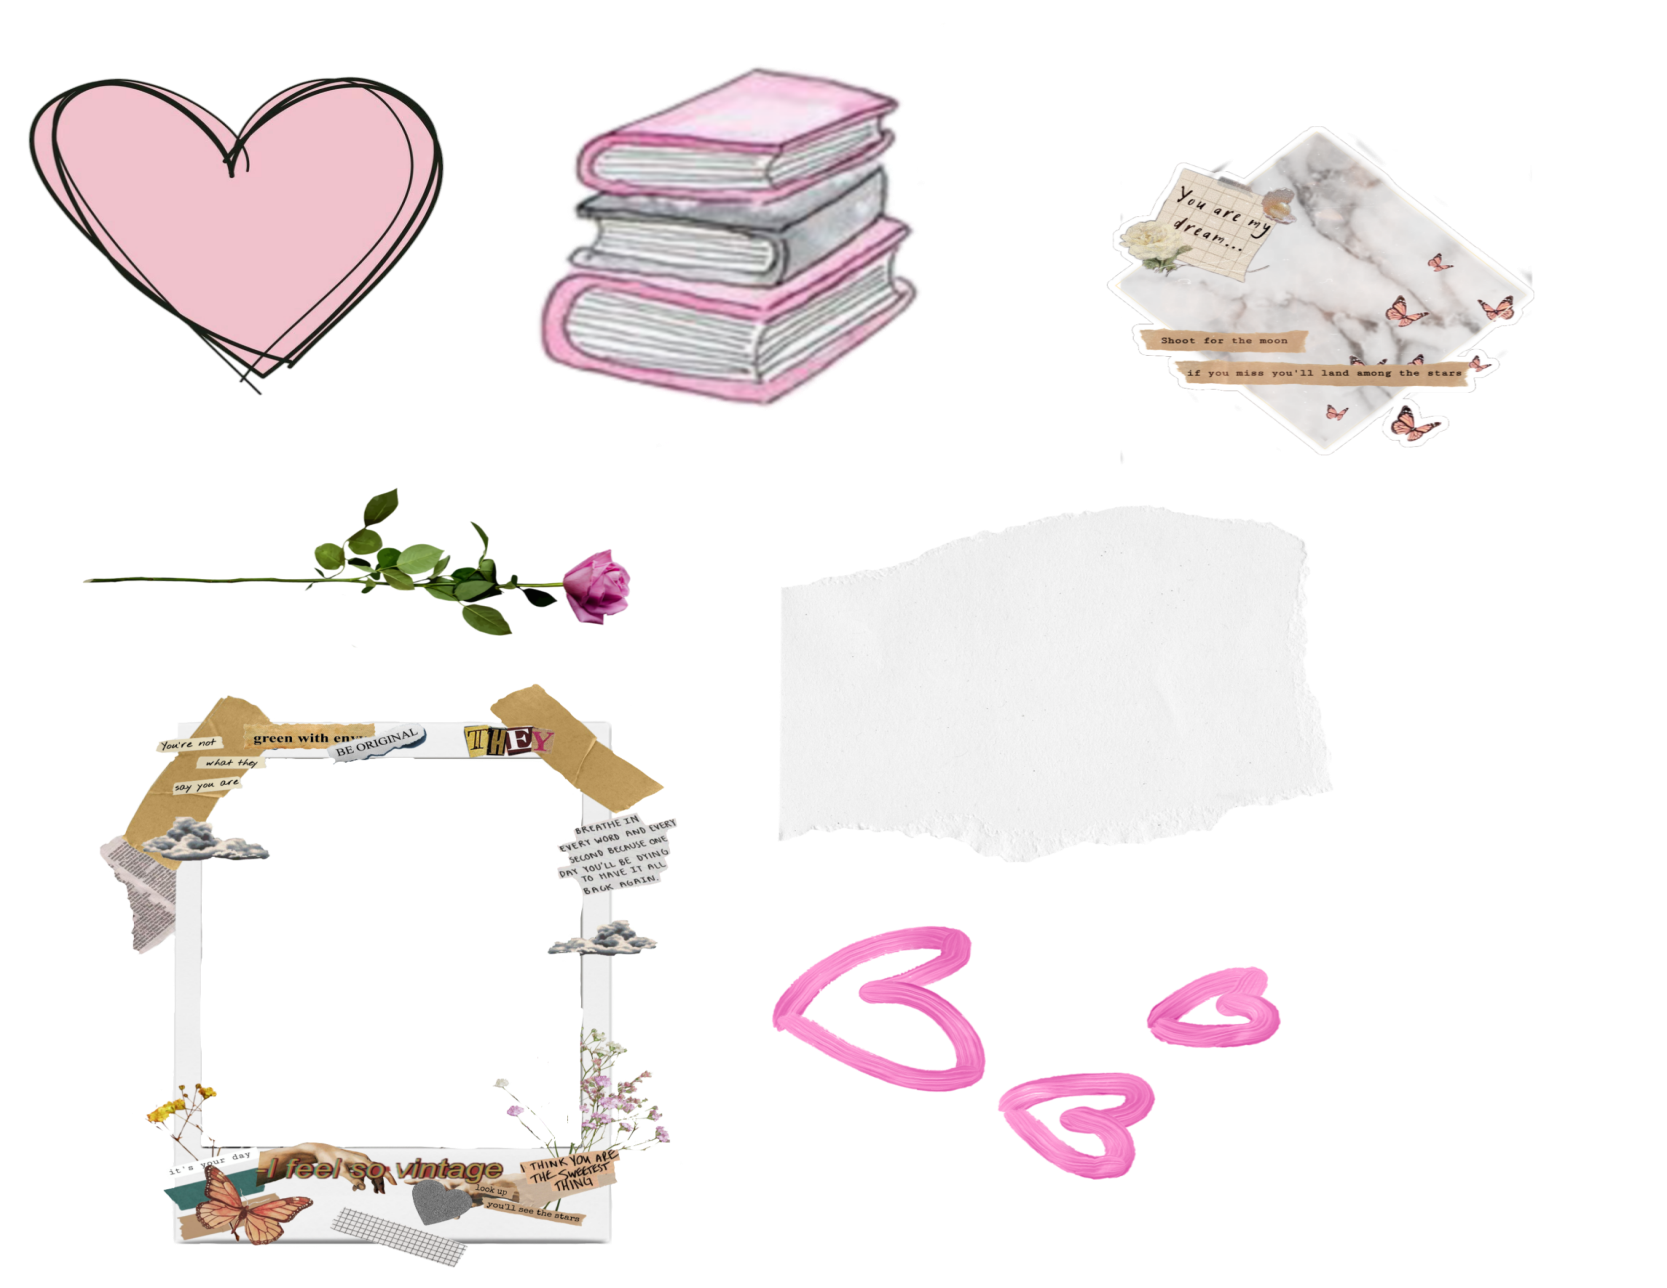 You are my
dream...
Shoot for the moon
if you miss you'll land among the stars
You're not
what they
say you are
green with env
BE ORIGINAL
THEY
BREATHE IN
EVERY WORD AND EVERY
SECOND BECAUSE ONE
DAY YOU'LL BE DYING
TO HAVE IT ALL
BACK AGAIN.
it's your day
I feel so vintage
I THINK YOU ARE
THE SWEETEST
THING
look up
you'll see the stars